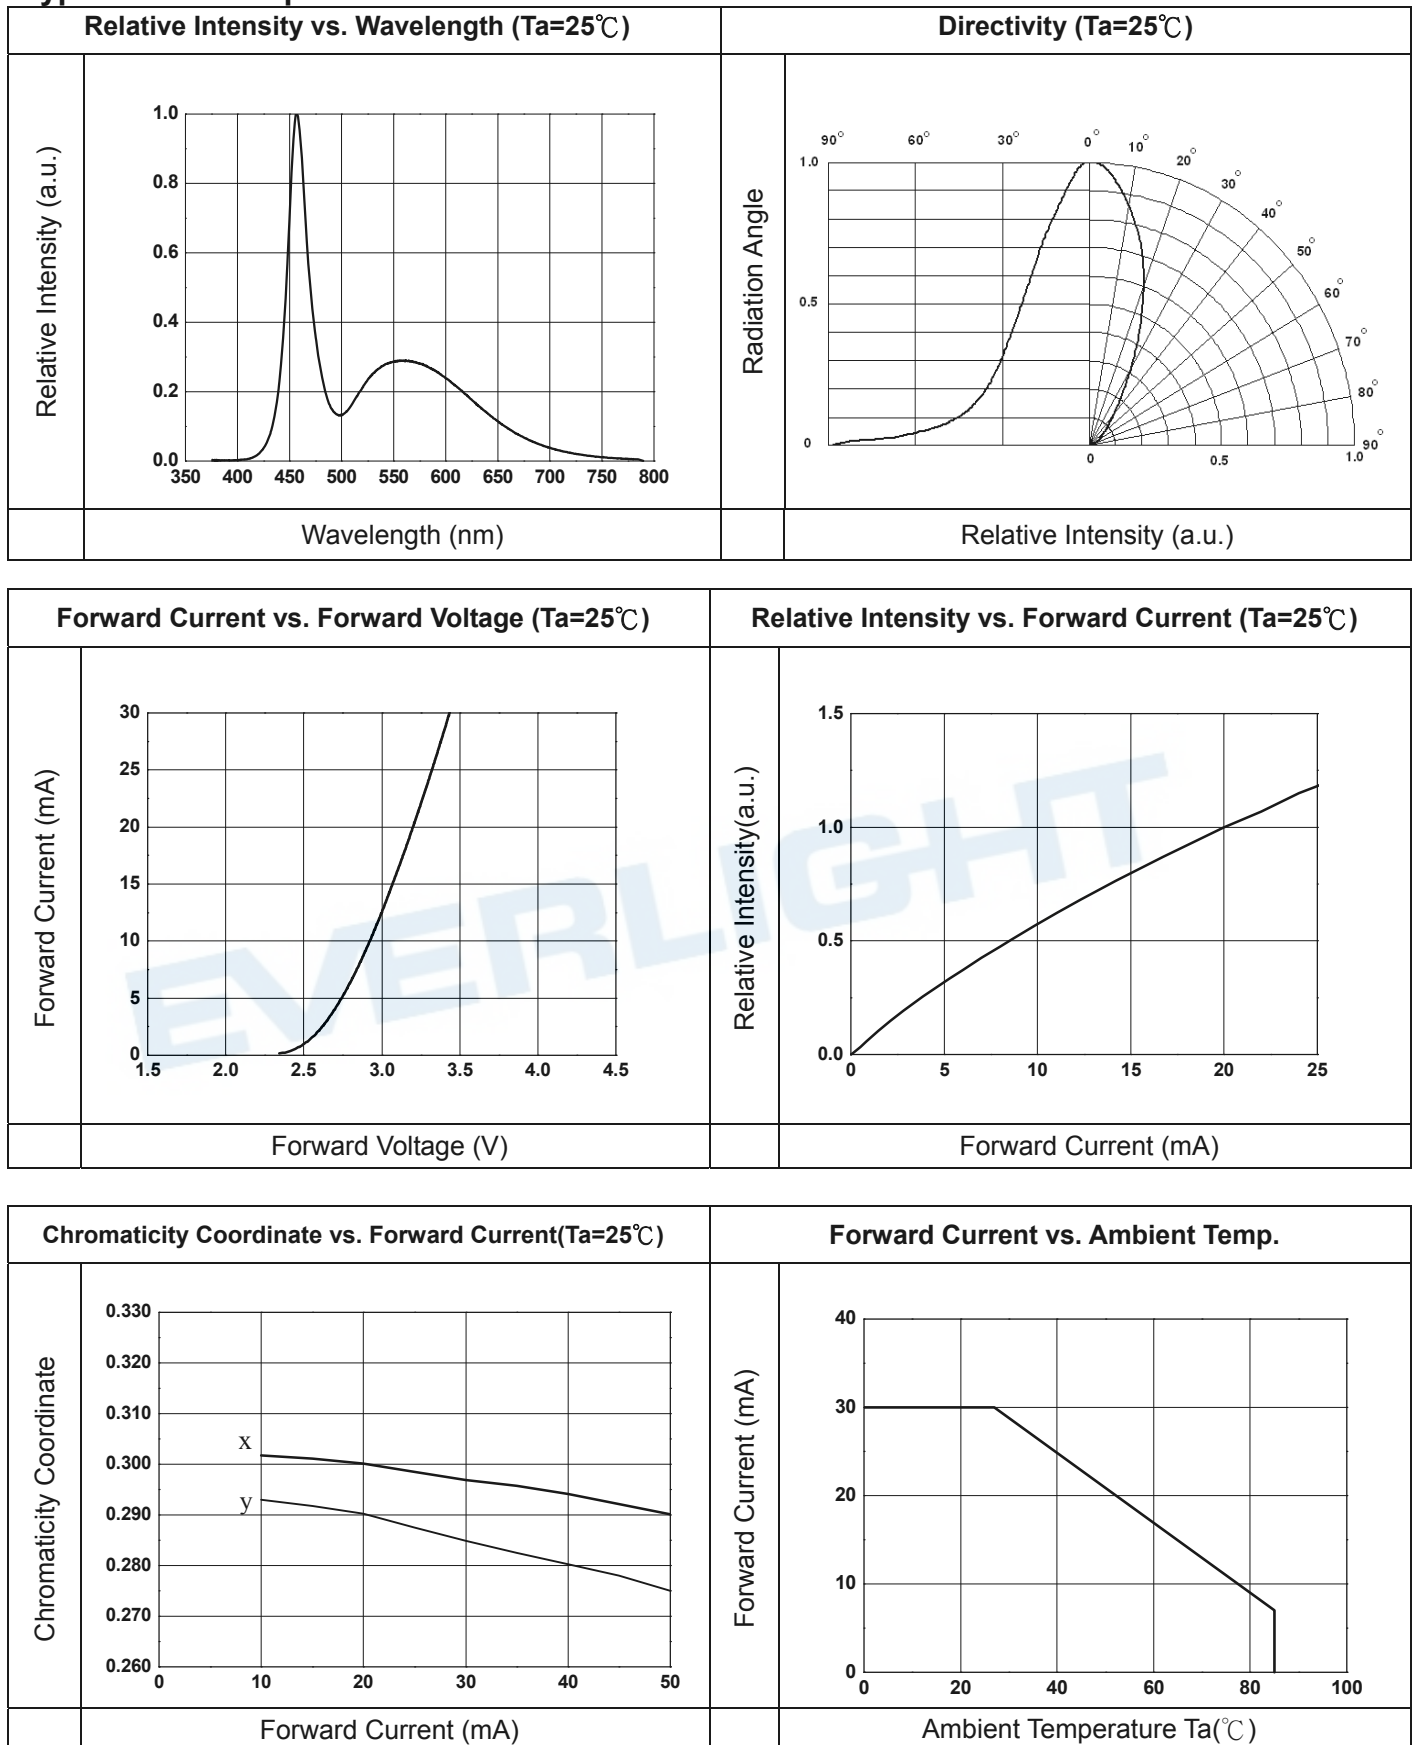 Relative Intensity vs. Wavelength (Ta=25℃)
Directivity (Ta=25℃)
Relative Intensity (a.u.)
1.0
0.8
0.6
0.4
0.2
0.0
350 400 450 500 550 600 650 700 750 800
Wavelength (nm)
Radiation Angle
90° 60° 30° 0° 10° 20° 30° 40° 50° 60° 70° 80° 90°
1.0
0.5
0
0 0.5 1.0
Relative Intensity (a.u.)
Forward Current vs. Forward Voltage (Ta=25℃)
Relative Intensity vs. Forward Current (Ta=25℃)
Forward Current (mA)
30
25
20
15
10
5
0
1.5 2.0 2.5 3.0 3.5 4.0 4.5
Forward Voltage (V)
Relative Intensity(a.u.)
1.5
1.0
0.5
0.0
0 5 10 15 20 25
Forward Current (mA)
EVERLIGHT
Chromaticity Coordinate vs. Forward Current(Ta=25℃)
Forward Current vs. Ambient Temp.
Chromaticity Coordinate
0.330
0.320
0.310
0.300
0.290
0.280
0.270
0.260
x
y
0 10 20 30 40 50
Forward Current (mA)
Forward Current (mA)
40
30
20
10
0
0 20 40 60 80 100
Ambient Temperature Ta(℃)